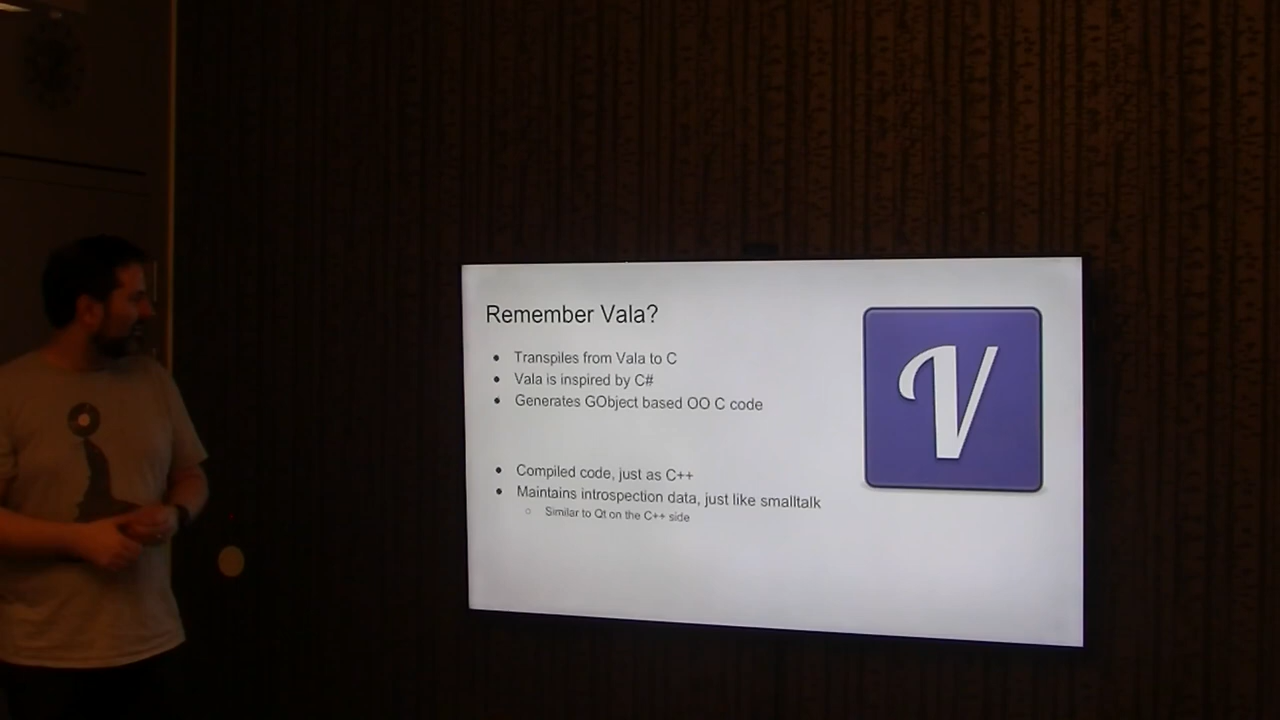 Remember Vala?
Transpiles from Vala to C
Vala is inspired by C#
Generates GObject based OO C code
Compiled code, just as C++
Maintains introspection data, just like smalltalk
Similar to Qt on the C++ side
V